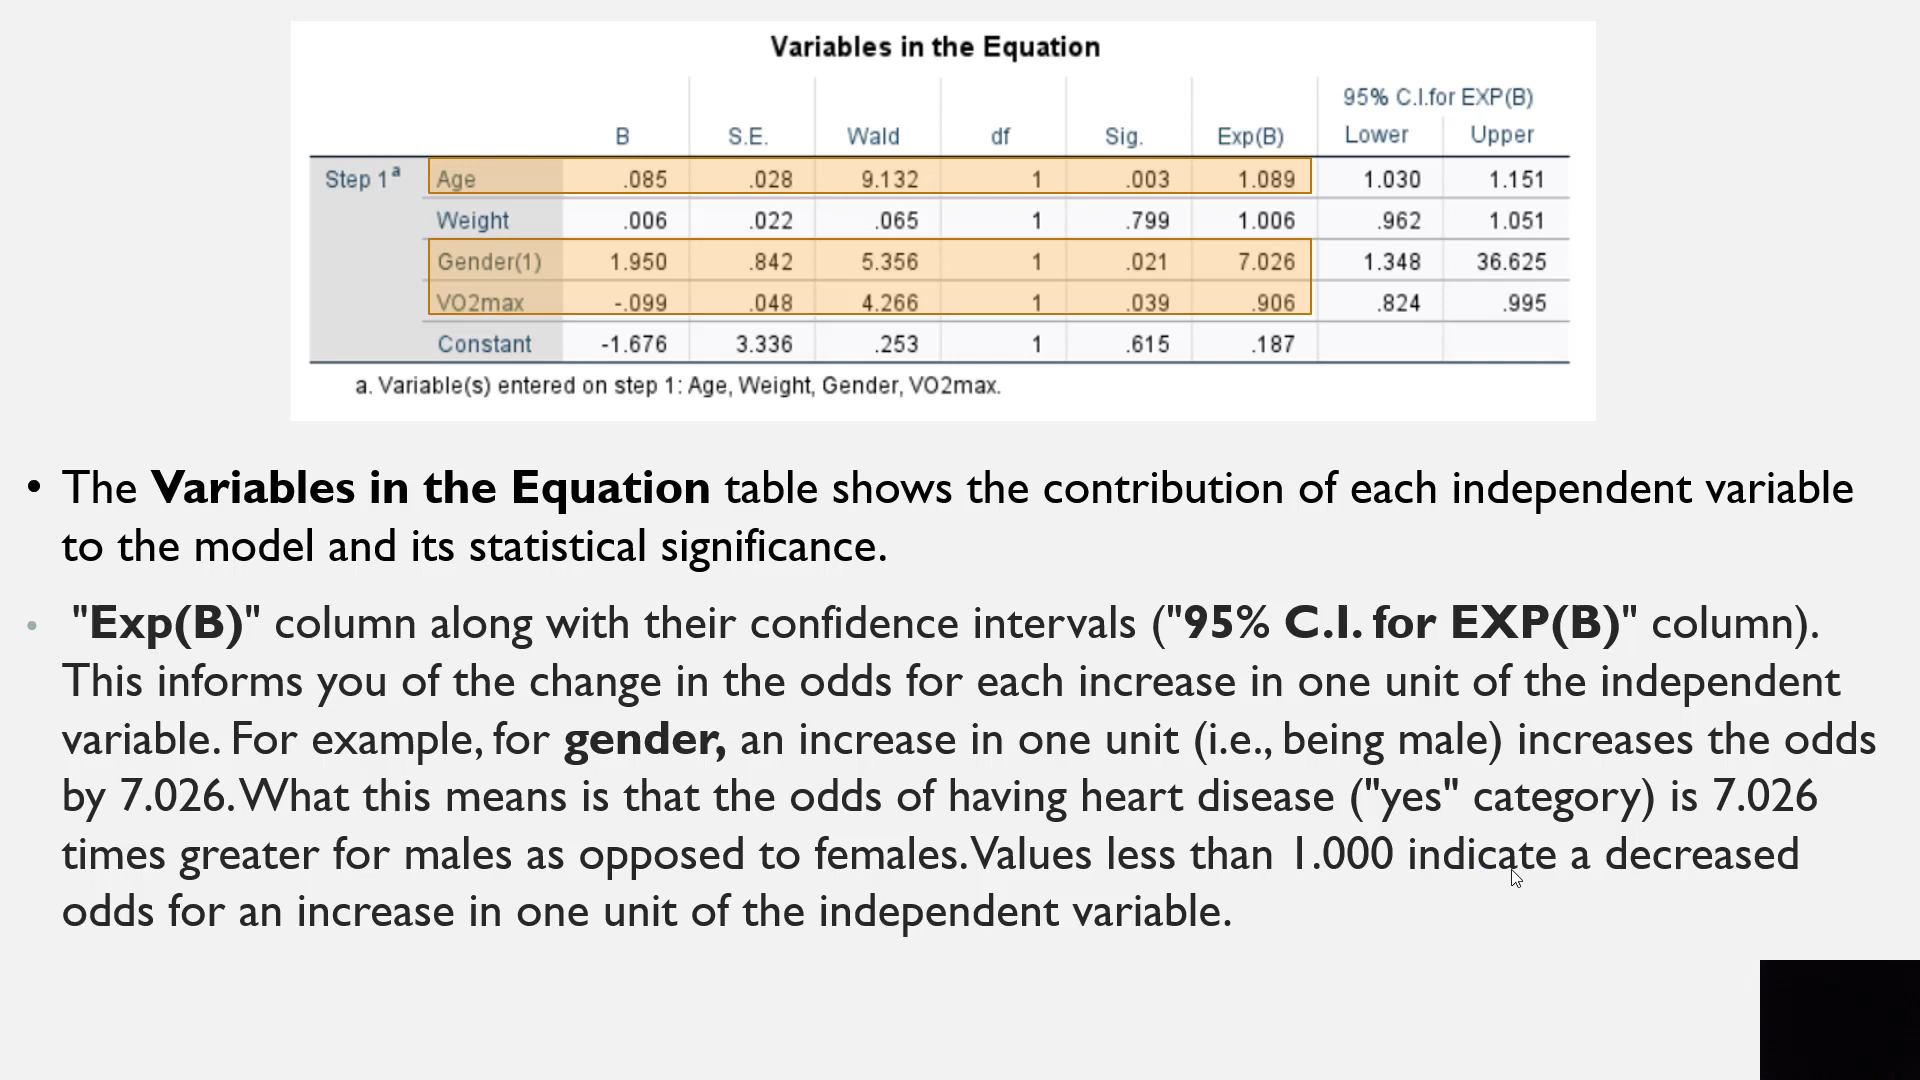 Variables in the Equation
95% C.I.for EXP(B)
B S.E. Wald df Sig. Exp(B) Lower Upper
Step 1a Age .085 .028 9.132 1 .003 1.089 1.030 1.151
Weight .006 .022 .065 1 .799 1.006 .962 1.051
Gender(1) 1.950 .842 5.356 1 .021 7.026 1.348 36.625
VO2max -.099 .048 4.266 1 .039 .906 .824 .995
Constant -1.676 3.336 .253 1 .615 .187
a. Variable(s) entered on step 1: Age, Weight, Gender, VO2max.
• The Variables in the Equation table shows the contribution of each independent variable
to the model and its statistical significance.
• "Exp(B)" column along with their confidence intervals ("95% C.I. for EXP(B)" column).
This informs you of the change in the odds for each increase in one unit of the independent
variable. For example, for gender, an increase in one unit (i.e., being male) increases the odds
by 7.026. What this means is that the odds of having heart disease ("yes" category) is 7.026
times greater for males as opposed to females. Values less than 1.000 indicate a decreased
odds for an increase in one unit of the independent variable.